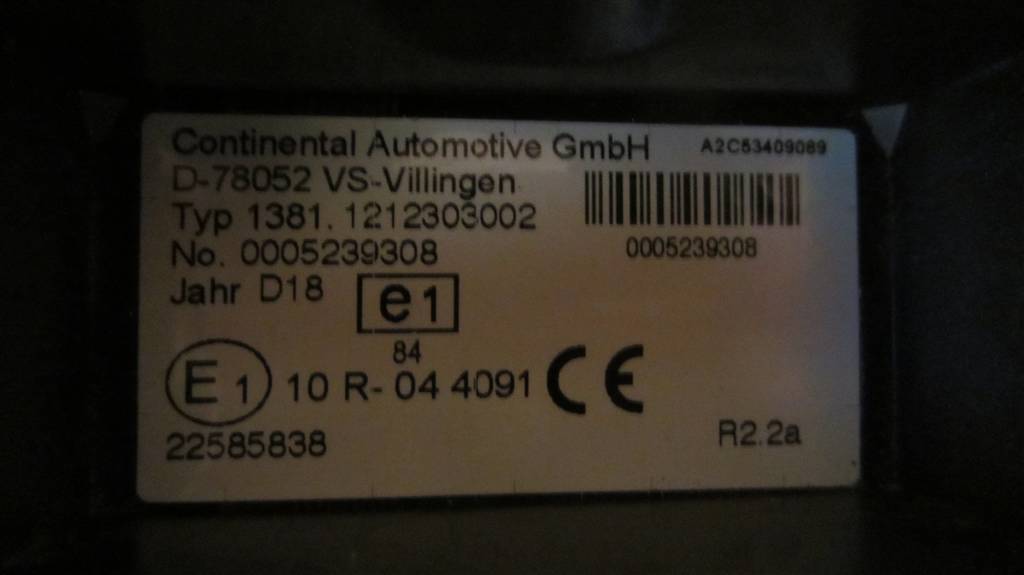 Continental Automotive GmbH A2C53409089
D-78052 VS-Villingen
Typ 1381.1212303002
No. 0005239308 0005239308
Jahr D18 e1
84
E1 10 R-04 4091 CE
22585838 R2.2a